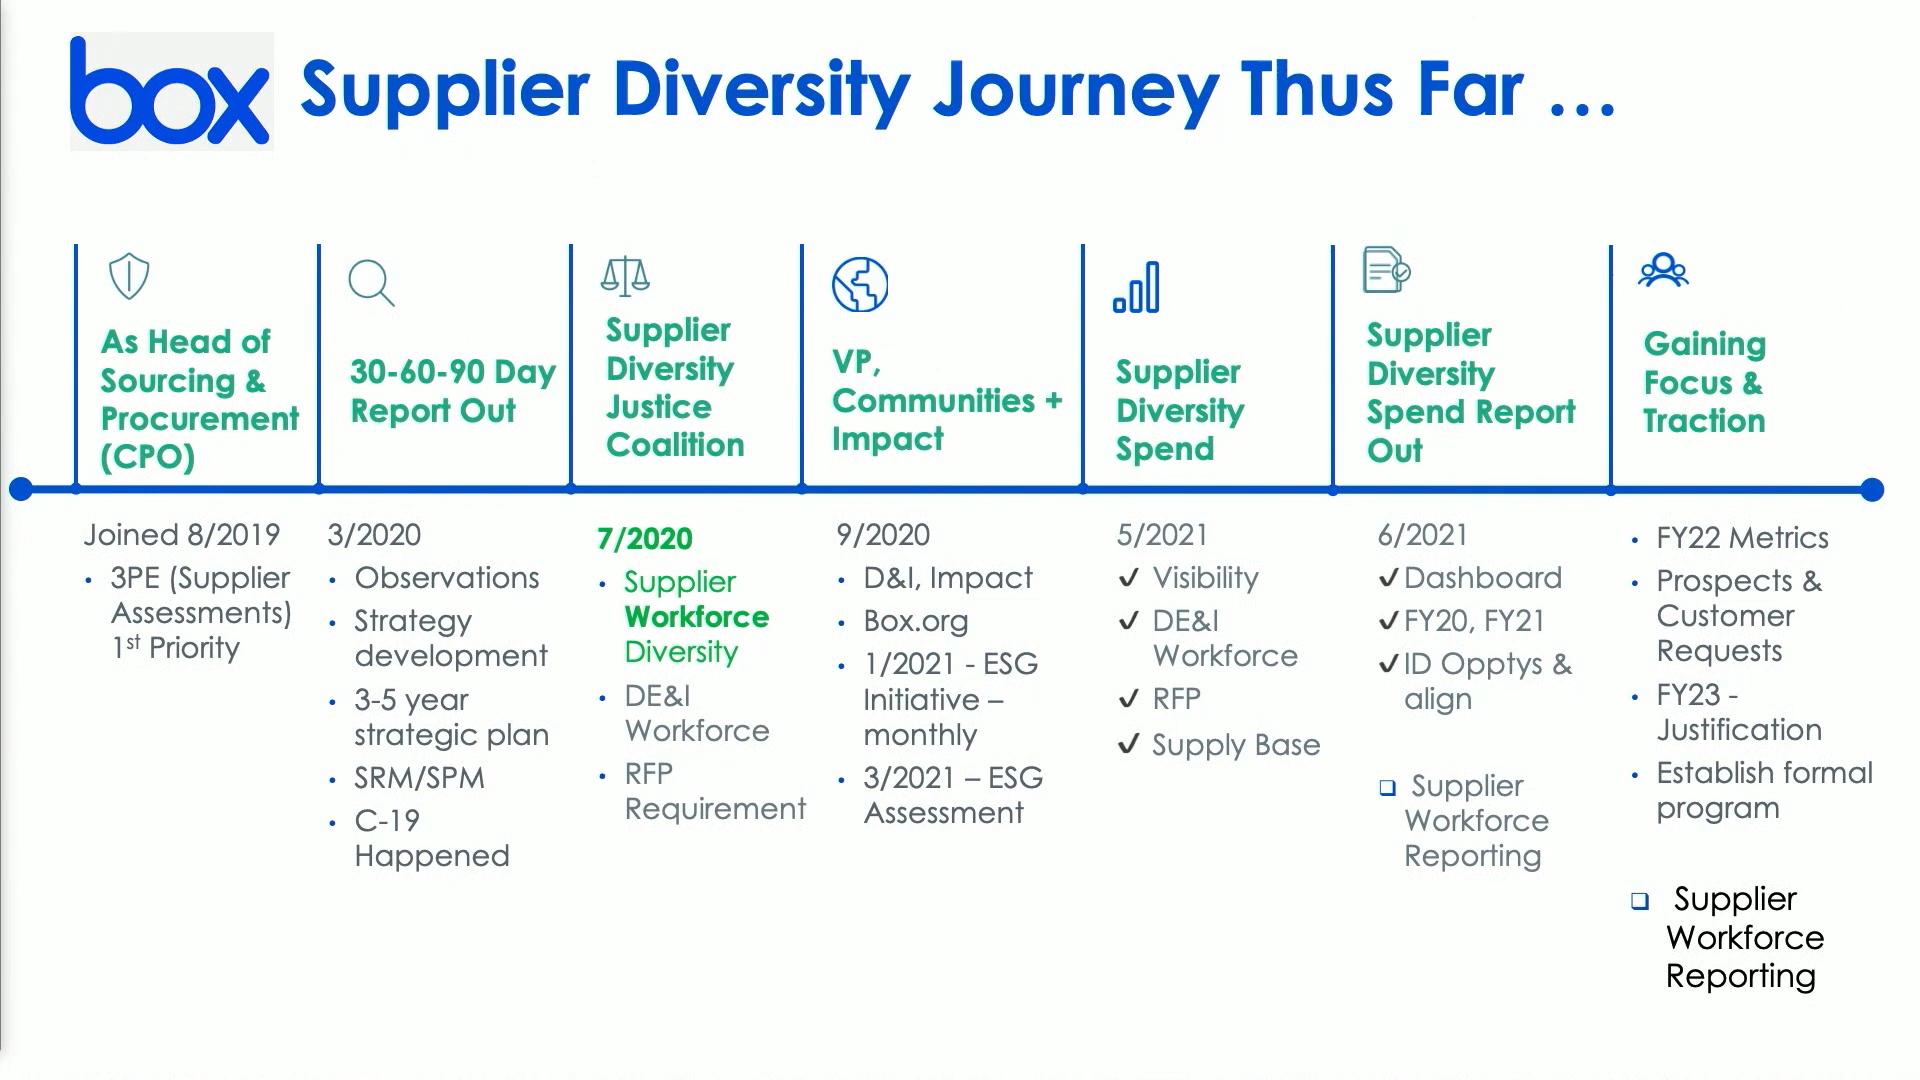 box Supplier Diversity Journey Thus Far ...
As Head of
Sourcing &
Procurement
(CPO)
30-60-90 Day
Report Out
Supplier
Diversity
Justice
Coalition
VP,
Communities +
Impact
Supplier
Diversity
Spend
Supplier
Diversity
Spend Report
Out
Gaining
Focus &
Traction
Joined 8/2019
• 3PE (Supplier
Assessments)
1st Priority
3/2020
• Observations
• Strategy
development
• 3-5 year
strategic plan
• SRM/SPM
• C-19
Happened
7/2020
• Supplier
Workforce
Diversity
• DE&I
Workforce
• RFP
Requirement
9/2020
• D&I, Impact
• Box.org
• 1/2021 - ESG
Initiative –
monthly
• 3/2021 – ESG
Assessment
5/2021
✓ Visibility
✓ DE&I
Workforce
✓ RFP
✓ Supply Base
6/2021
✓ Dashboard
✓ FY20, FY21
✓ ID Opptys &
align
❑ Supplier
Workforce
Reporting
• FY22 Metrics
• Prospects &
Customer
Requests
• FY23 -
Justification
• Establish formal
program
❑ Supplier
Workforce
Reporting